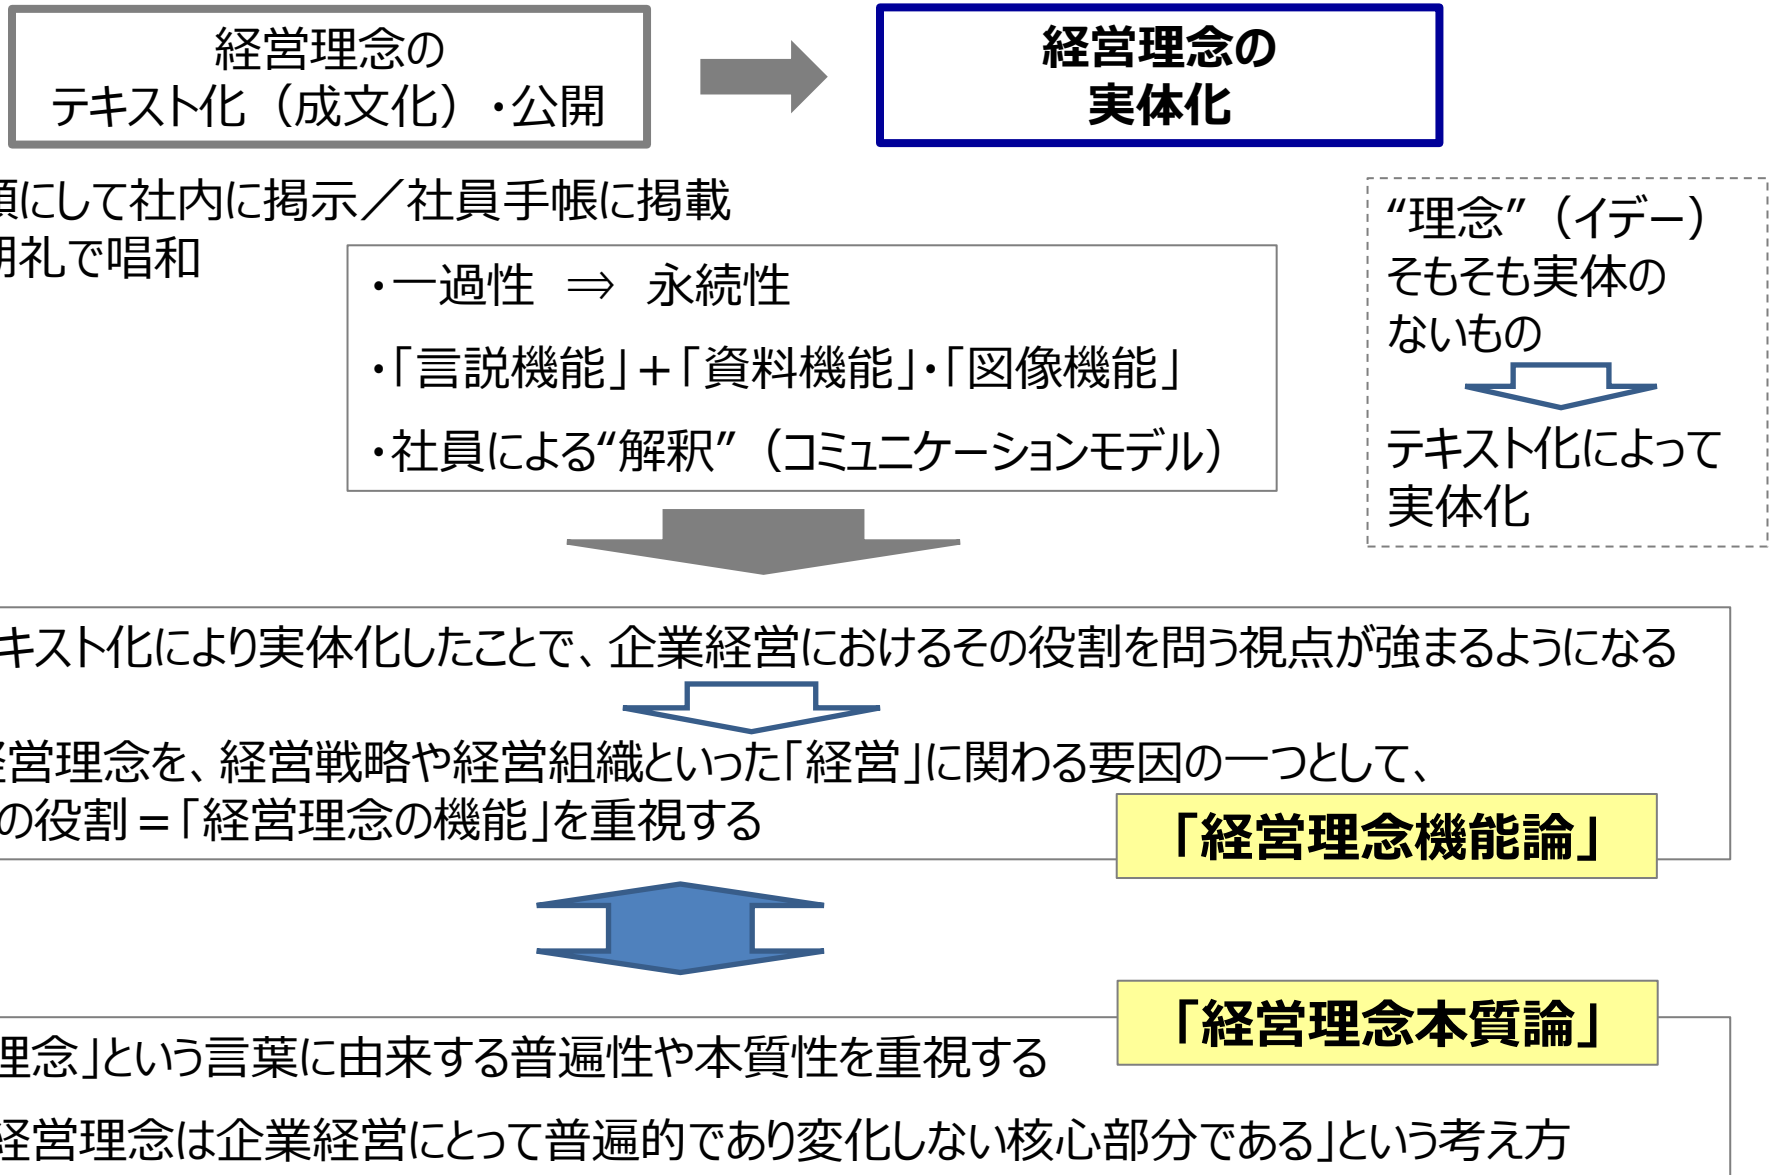 経営理念の
テキスト化（成文化）・公開
経営理念の
実体化
額にして社内に掲示／社員手帳に掲載
朝礼で唱和
・一過性 ⇒ 永続性
・「言説機能」+「資料機能」・「図像機能」
・社員による“解釈”（コミュニケーションモデル）
“理念”（イデー）
そもそも実体の
ないもの
テキスト化によって
実体化
キスト化により実体化したことで、企業経営におけるその役割を問う視点が強まるようになる
経営理念を、経営戦略や経営組織といった「経営」に関わる要因の一つとして、
の役割=「経営理念の機能」を重視する
「経営理念機能論」
「経営理念本質論」
理念」という言葉に由来する普遍性や本質性を重視する
経営理念は企業経営にとって普遍的であり変化しない核心部分である」という考え方